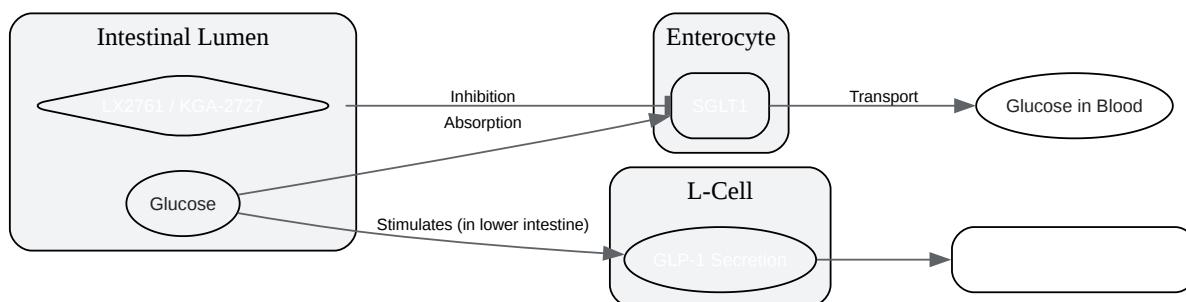 Intestinal Lumen
Enterocyte
LX2761 / KGA-2727
Inhibition
SGLT1
Transport
Glucose in Blood
Absorption
Glucose
L-Cell
Stimulates (in lower intestine)
GLP-1 Secretion